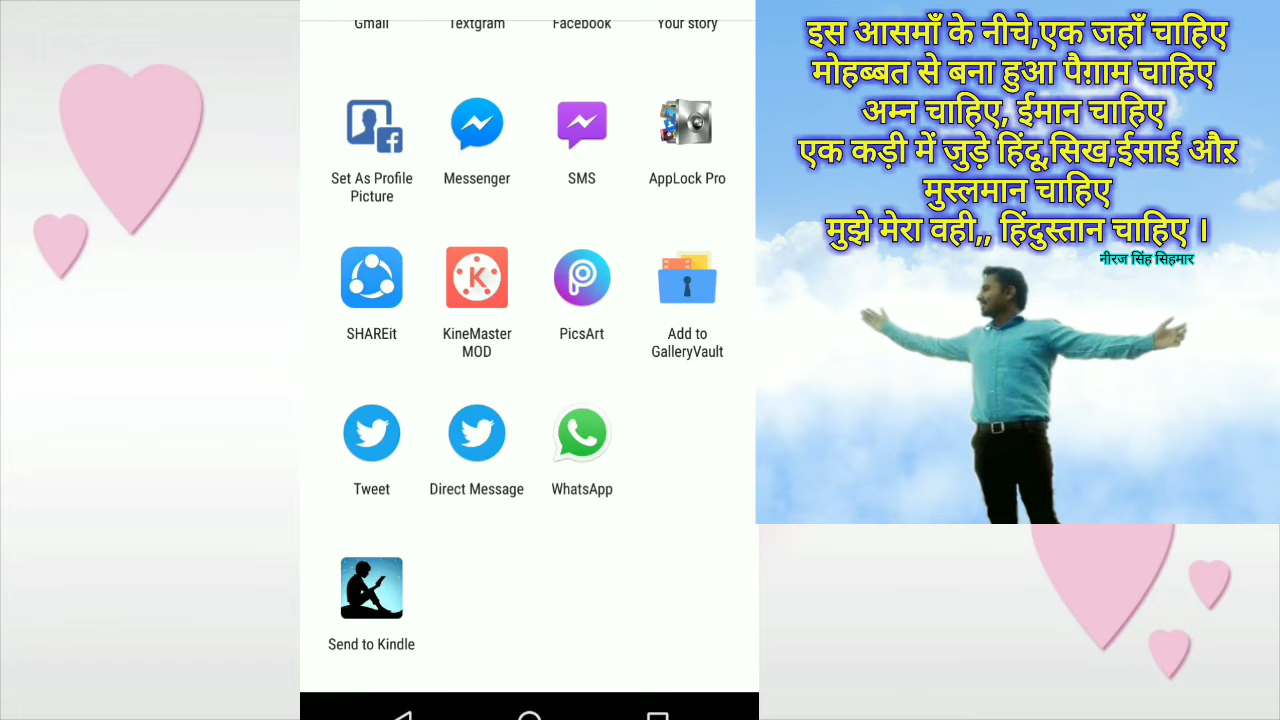 Gmail Textgram Facebook Your story
Set As Profile Picture Messenger SMS AppLock Pro
SHAREit KineMaster MOD PicsArt Add to GalleryVault
Tweet Direct Message WhatsApp
Send to Kindle
इस आसमाँ के नीचे,एक जहाँ चाहिए
मोहब्बत से बना हुआ पैग़ाम चाहिए
अम्न चाहिए, ईमान चाहिए
एक कड़ी में जुड़े हिंदू,सिख,ईसाई औऱ
मुस्लमान चाहिए
मुझे मेरा वही,, हिंदुस्तान चाहिए ।
नीरज सिंह सिहमार